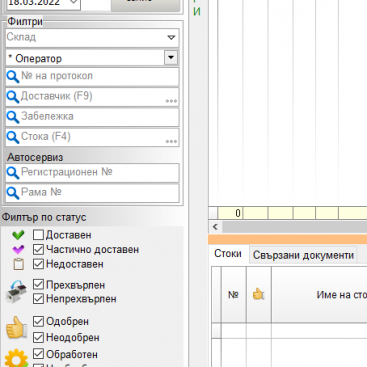 18.03.2022
И
Филтри
Склад
* Оператор
№ на протокол
Доставчик (F9)
Забележка
Стока (F4)
Автосервиз
Регистрационен №
Рама №
Филтър по статус
Доставен
Частично доставен
Недоставен
Прехвърлен
Непрехвърлен
Одобрен
Неодобрен
Обработен
0
Стоки
Свързани документи
№
Име на сто